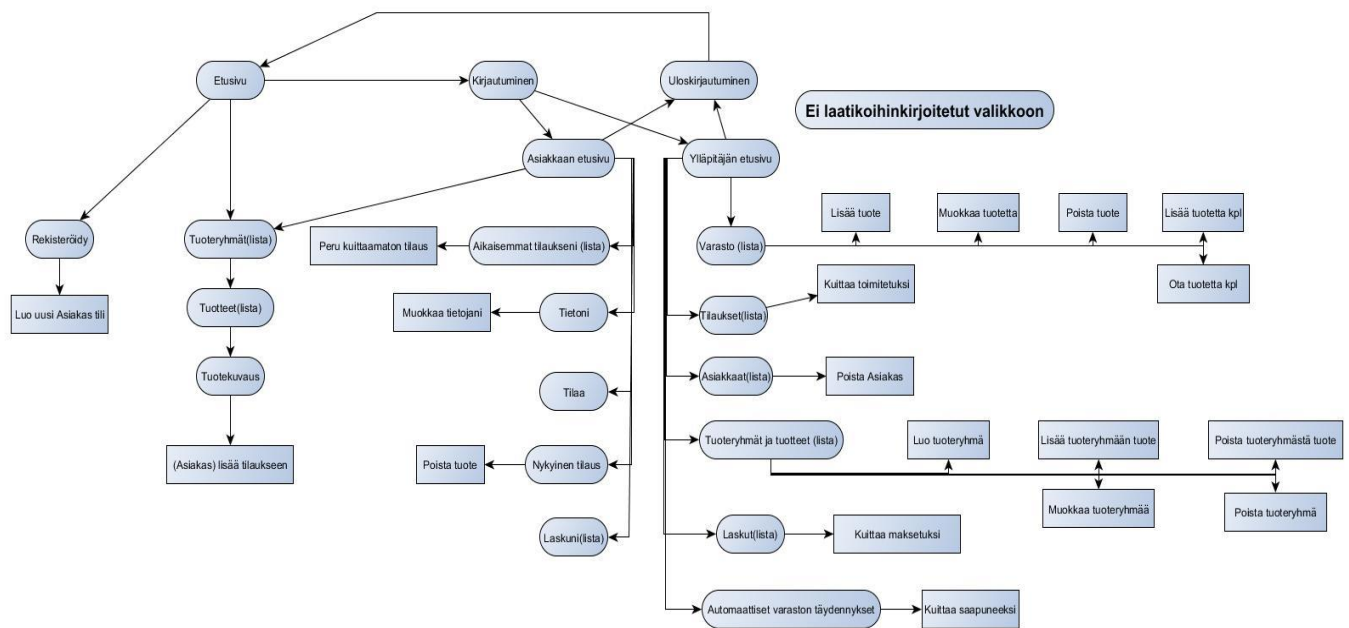 Etusivu
Kirjautuminen
Uloskirjautuminen
Ei laatikoihinkirjoitetut valikkoon
Asiakkaan etusivu
Ylläpitäjän etusivu
Lisää tuote
Muokkaa tuotetta
Poista tuote
Lisää tuotetta kpl
Rekisteröidy
Tuoteryhmät(lista)
Peru kuittaamaton tilaus
Aikaisemmat tilaukseni (lista)
Varasto (lista)
Kuittaa toimitetuksi
Ota tuotetta kpl
Luo uusi Asiakas tili
Tuotteet(lista)
Muokkaa tietojani
Tietoni
Tilaukset(lista)
Tuotekuvaus
Tilaa
Asiakkaat(lista)
Poista Asiakas
Tuoteryhmät ja tuotteet (lista)
Luo tuoteryhmä
Lisää tuoteryhmään tuote
Poista tuoteryhmästä tuote
(Asiakas) lisää tilaukseen
Poista tuote
Nykyinen tilaus
Muokkaa tuoteryhmää
Poista tuoteryhmä
Laskuni(lista)
Laskut(lista)
Kuittaa maksetuksi
Automaattiset varaston täydennykset
Kuittaa saapuneeksi